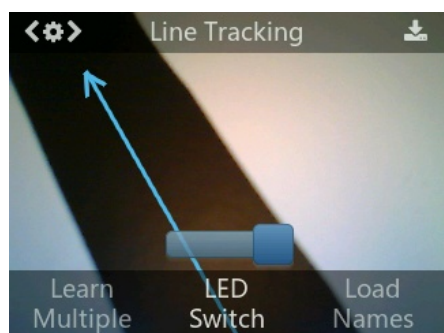 Line Tracking
Learn
Multiple
LED
Switch
Load
Names